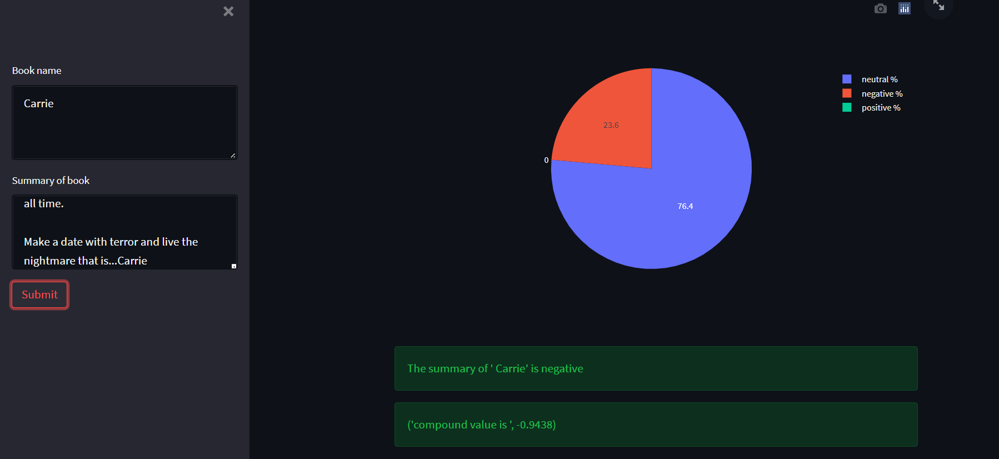 Book name
Carrie
Summary of book
all time.
Make a date with terror and live the
nightmare that is...Carrie
Submit
neutral %
negative %
positive %
23.6
0
76.4
The summary of ' Carrie' is negative
('compound value is ', -0.9438)